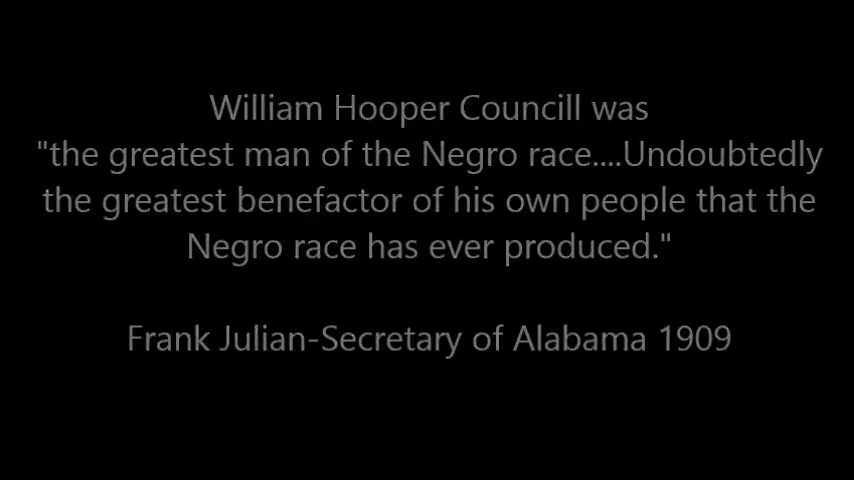 William Hooper Councill was
"the greatest man of the Negro race....Undoubtedly
the greatest benefactor of his own people that the
Negro race has ever produced."
Frank Julian-Secretary of Alabama 1909